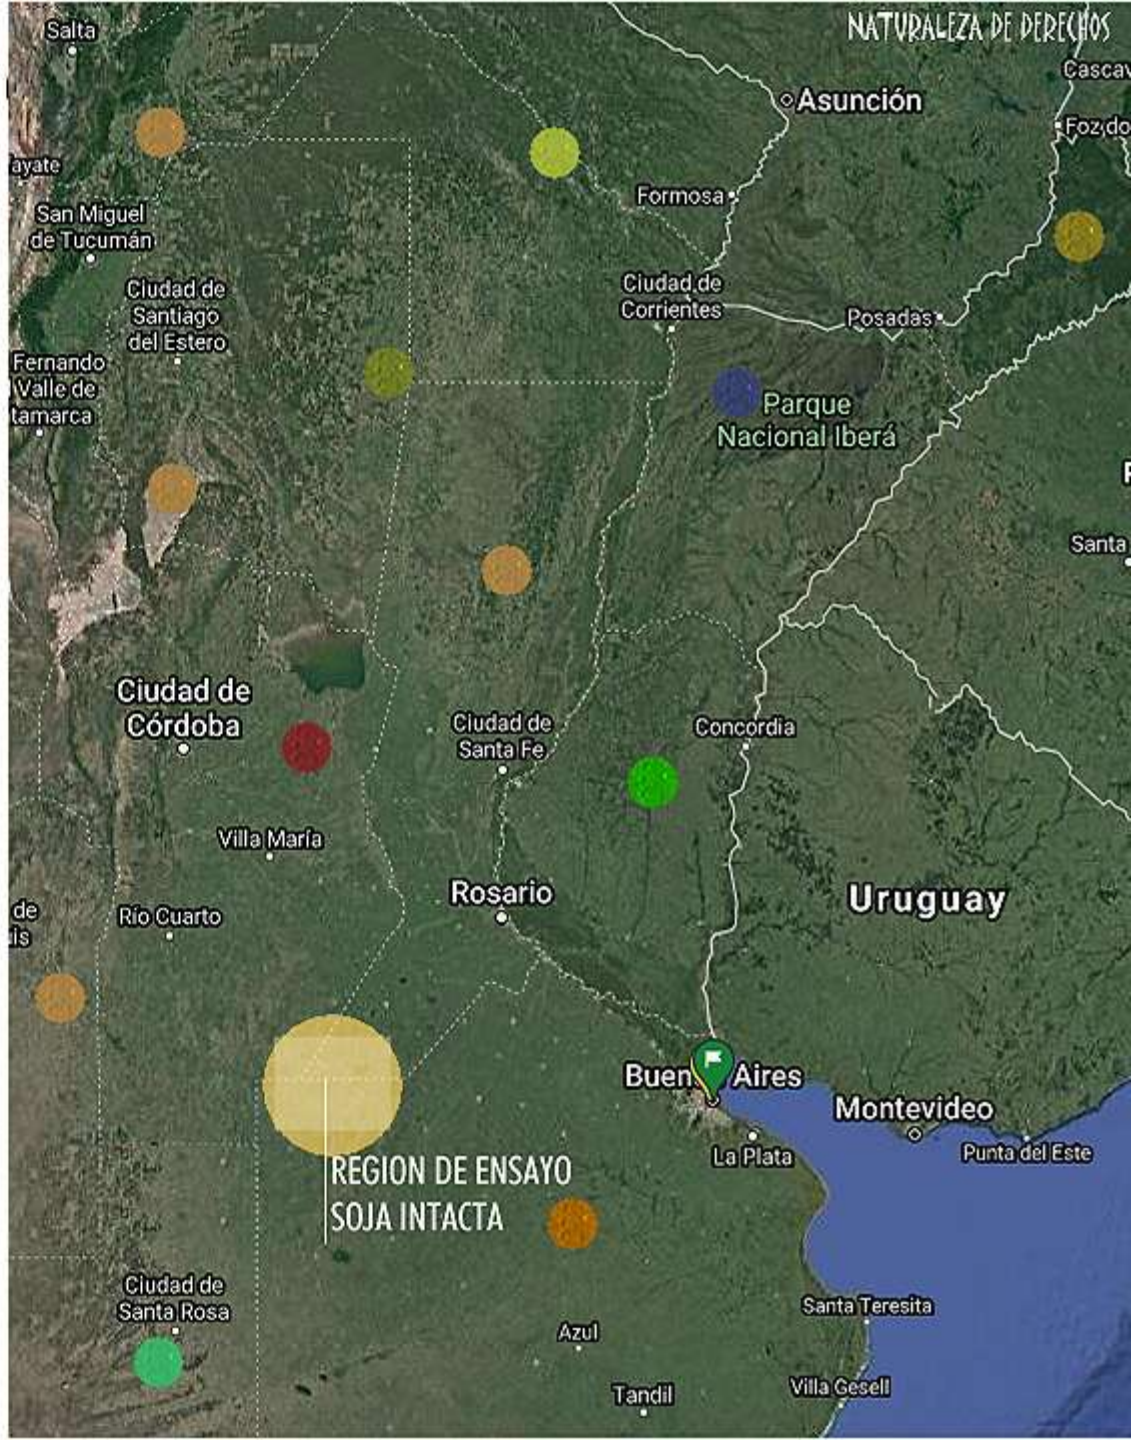 NATURALEZA DE DERECHOS
Salta
Cascav
Asunción
Foz do
ayate
Formosa
San Miguel
de Tucumán
Ciudad de
Santiago
del Estero
Ciudad de
Corrientes
Posadas
Fernando
Valle de
tamarca
Parque
Nacional Iberá
Santa
Ciudad de
Córdoba
Ciudad de
Santa Fe
Concordia
Villa María
Rosario
Uruguay
de
is
Río Cuarto
Buen
Aires
Montevideo
La Plata
Punta del Este
REGION DE ENSAYO
SOJA INTACTA
Ciudad de
Santa Rosa
Santa Teresita
Azul
Tandil
Villa Gesell